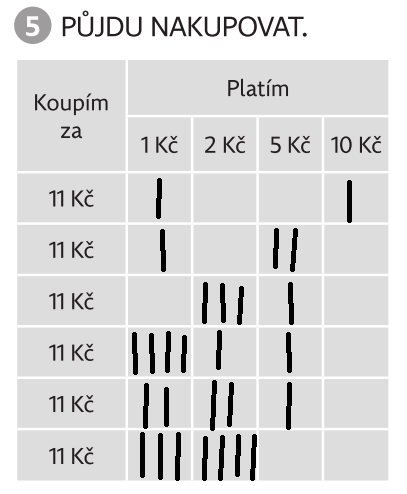 5 PŮJDU NAKUPOVAT.
Koupím za
Platím
1 Kč 2 Kč 5 Kč 10 Kč
11 Kč | |
11 Kč | ||
11 Kč ||| |
11 Kč |||| | |
11 Kč || || |
11 Kč ||| ||||